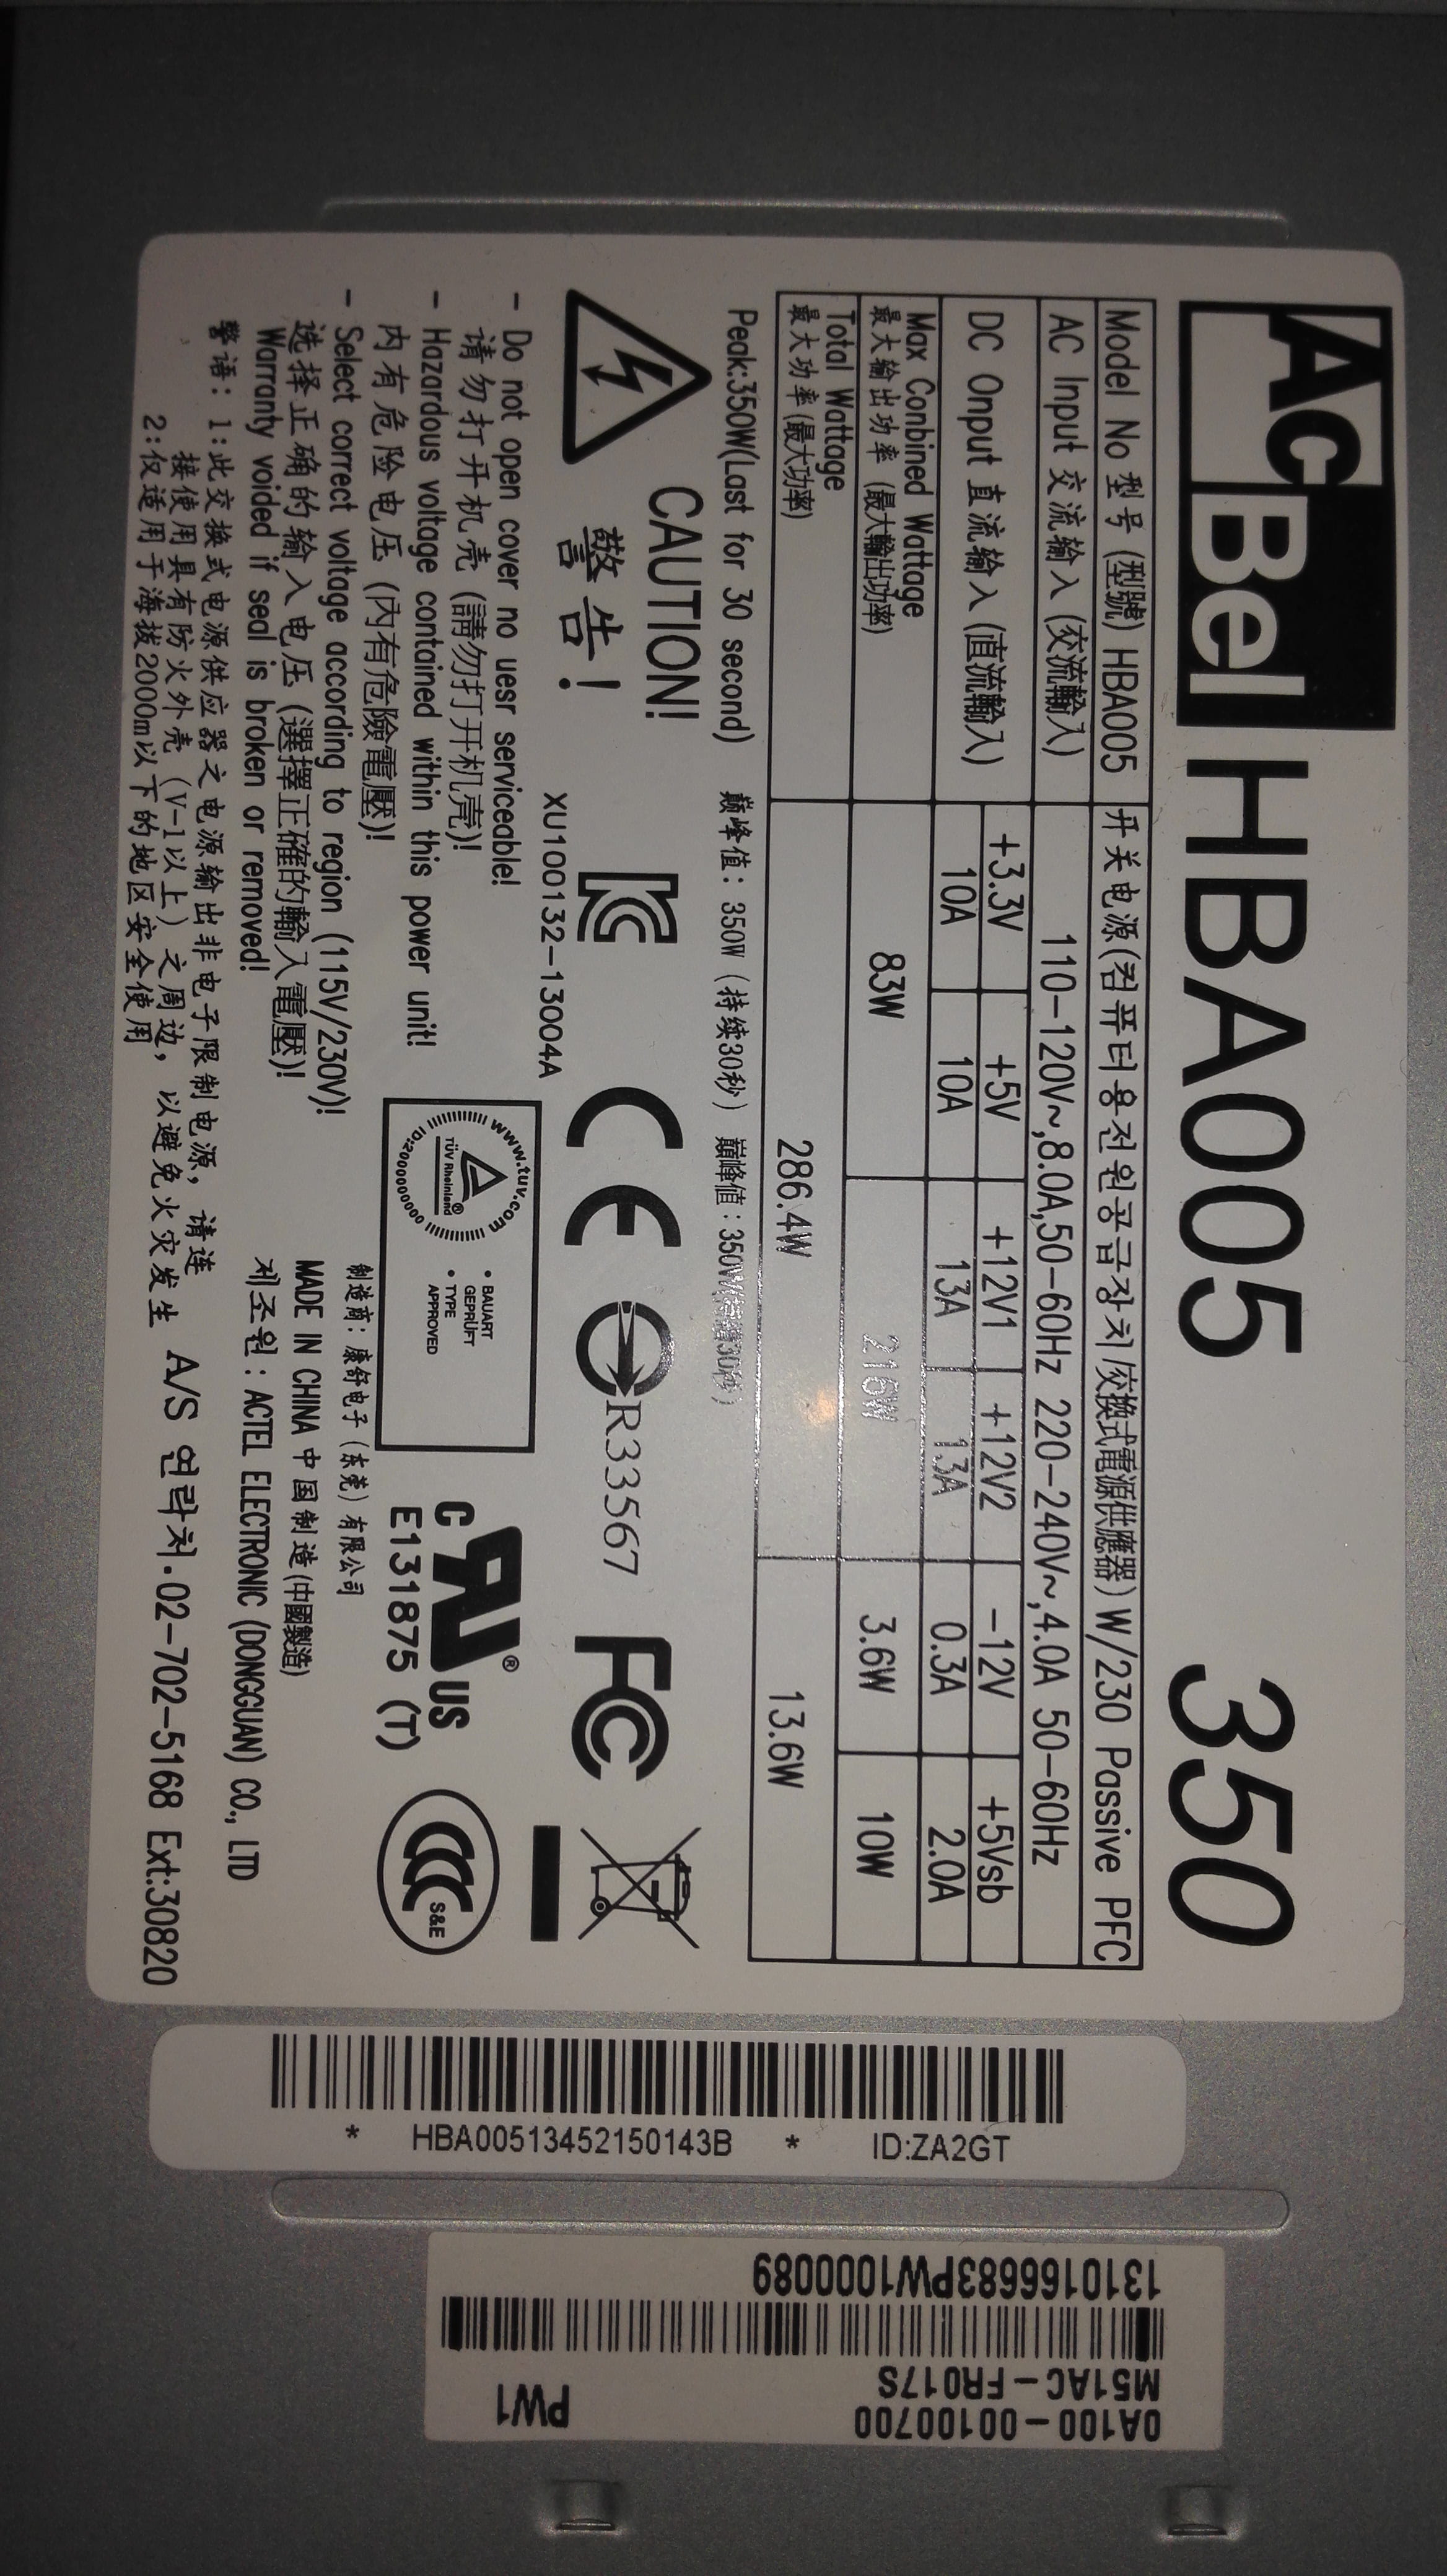 AcBel HBA005 350
Model No 型号 (型號) HBA005 开关电源(컴퓨터용전원공급장치/交換式電源供應器) W/230 Passive PFC
AC Input 交流输入 (交流輸入) 110-120V~,8.0A,50-60Hz 220-240V~,4.0A 50-60Hz
DC Onput 直流输入 (直流輸入) +3.3V +5V +12V1 +12V2 -12V +5Vsb
10A 10A 13A 13A 0.3A 2.0A
Max Conbined Wattage
最大输出功率 (最大輸出功率) 83W 216W 3.6W 10W
Total Wattage
最大功率(最大功率) 286.4W 13.6W
Peak:350W(Last for 30 second) 巅峰值: 350W (持续30秒) 巔峰值: 350W(持續30秒)
CAUTION!
警告!
CE R33567 FC
XU100132-13004A
- Do not open cover no uesr serviceable!
请勿打开机壳 (請勿打开机壳)!
- Hazardous voltage contained within this power unit!
内有危险电压 (內有危險電壓)!
- Select correct voltage according to region (115V/230V)!
选择正确的输入电压 (選擇正確的輸入電壓)!
Warranty voided if seal is broken or removed!
www.tuv.com
TÜV Rheinland®
ID:2000000000
• BAUART
GEPRÜFT
• TYPE
APPROVED
c UL US ®
E131875 (T)
CCC S&E
制造商: 康舒电子 (东莞) 有限公司
MADE IN CHINA 中国制造(中國製造)
제조원: ACTEL ELECTRONIC (DONGGUAN) CO., LTD
警语: 1:此交换式电源供应器之电源输出非电子限制电源, 请连
接使用具有防火外壳 (V-1以上) 之周边, 以避免火灾发生
2:仅适用于海拔2000m以下的地区安全使用
A/S 연락처.02-702-5168 Ext:30820
* HBA00513452150143B * ID:ZA2GT
0A100-00100700
M51AC-FR017S PW1
131016683PW1000089